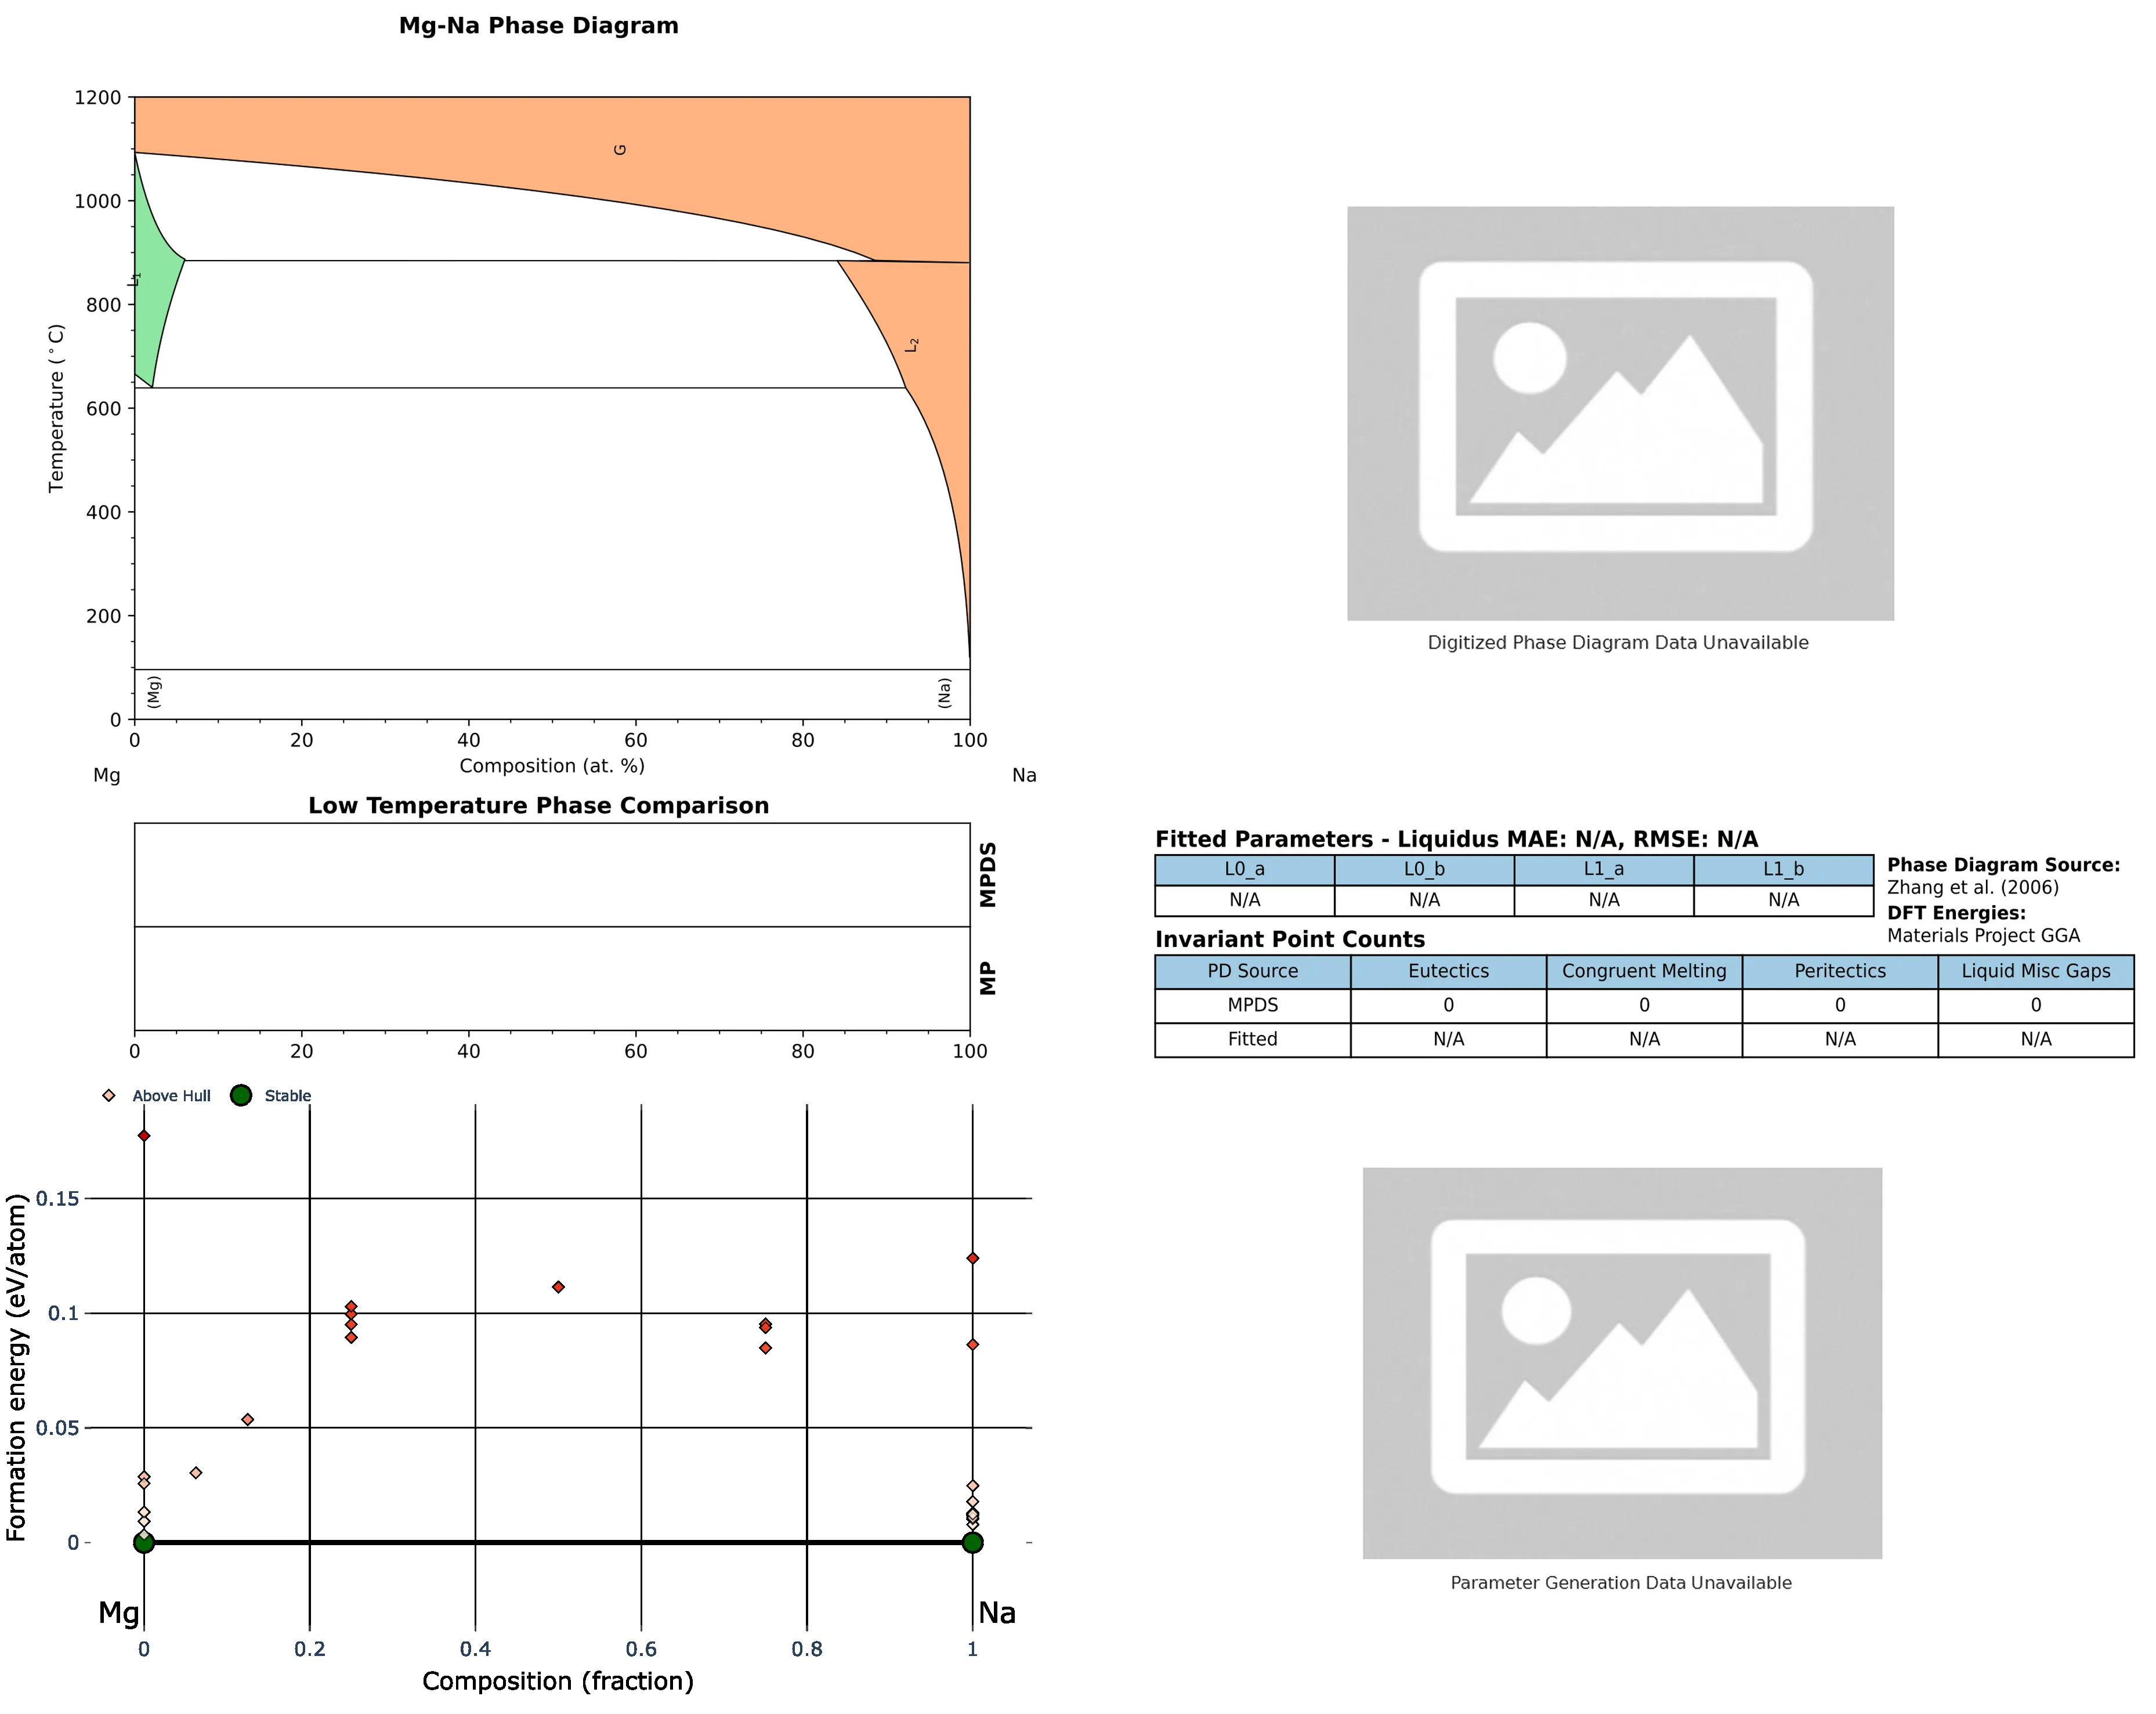 Mg-Na Phase Diagram
1200
1000
800
600
400
200
0
Temperature (°C)
G
L₁
L₂
(Mg)
(Na)
0 20 40 60 80 100
Composition (at. %)
Mg Na
Digitized Phase Diagram Data Unavailable
Low Temperature Phase Comparison
MPDS
MP
0 20 40 60 80 100
Fitted Parameters - Liquidus MAE: N/A, RMSE: N/A
L0_a L0_b L1_a L1_b
N/A N/A N/A N/A
Phase Diagram Source:
Zhang et al. (2006)
DFT Energies:
Materials Project GGA
Invariant Point Counts
PD Source Eutectics Congruent Melting Peritectics Liquid Misc Gaps
MPDS 0 0 0 0
Fitted N/A N/A N/A N/A
Above Hull Stable
0.15
0.1
0.05
0
Formation energy (eV/atom)
Mg Na
0 0.2 0.4 0.6 0.8 1
Composition (fraction)
Parameter Generation Data Unavailable